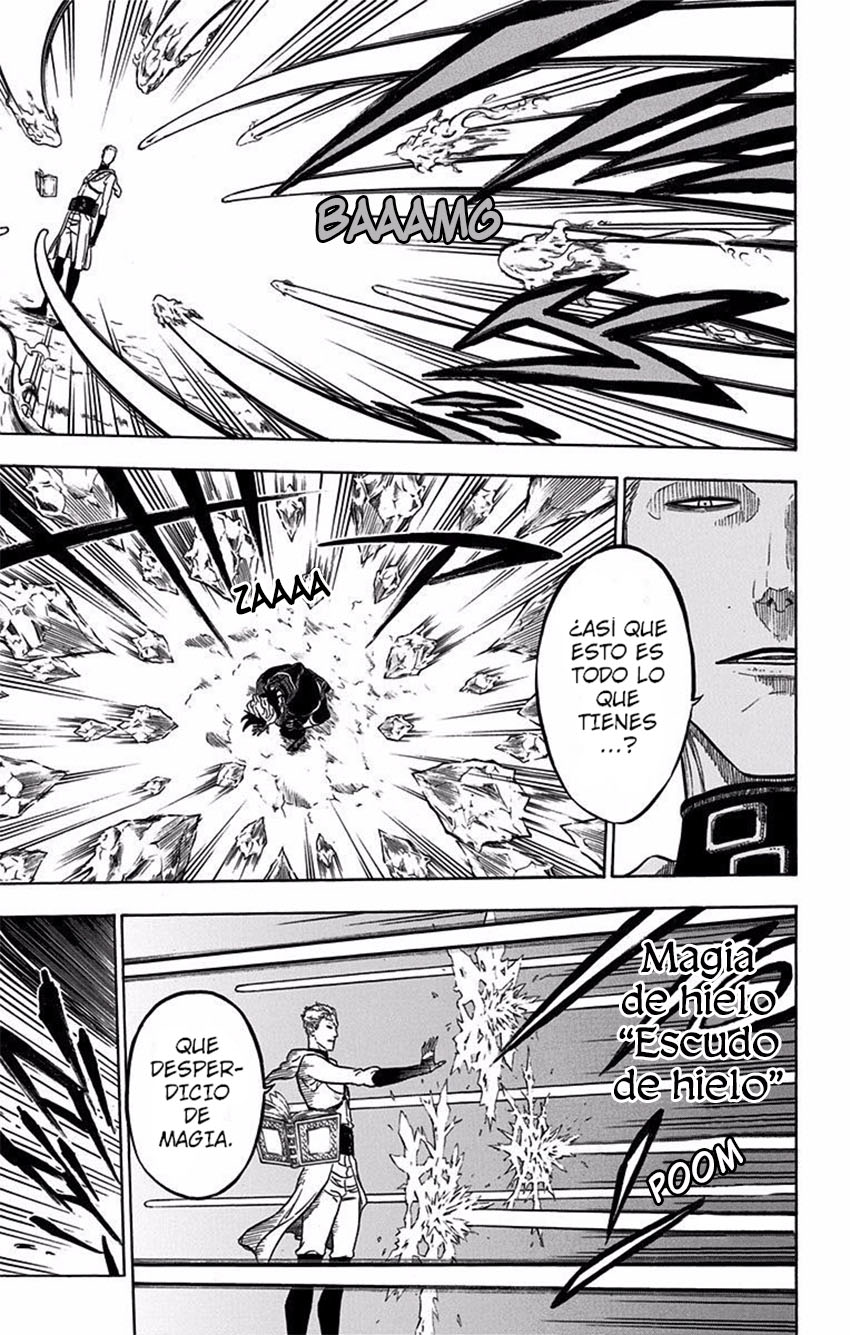 BAAAMG
¿ASÍ QUE
ESTO ES
TODO LO
QUE
TIENES
...?
ZAAAA
Magia
de hielo
“Escudo
de hielo”
POOM
QUE
DESPER-
DICIO
DE
MAGIA.